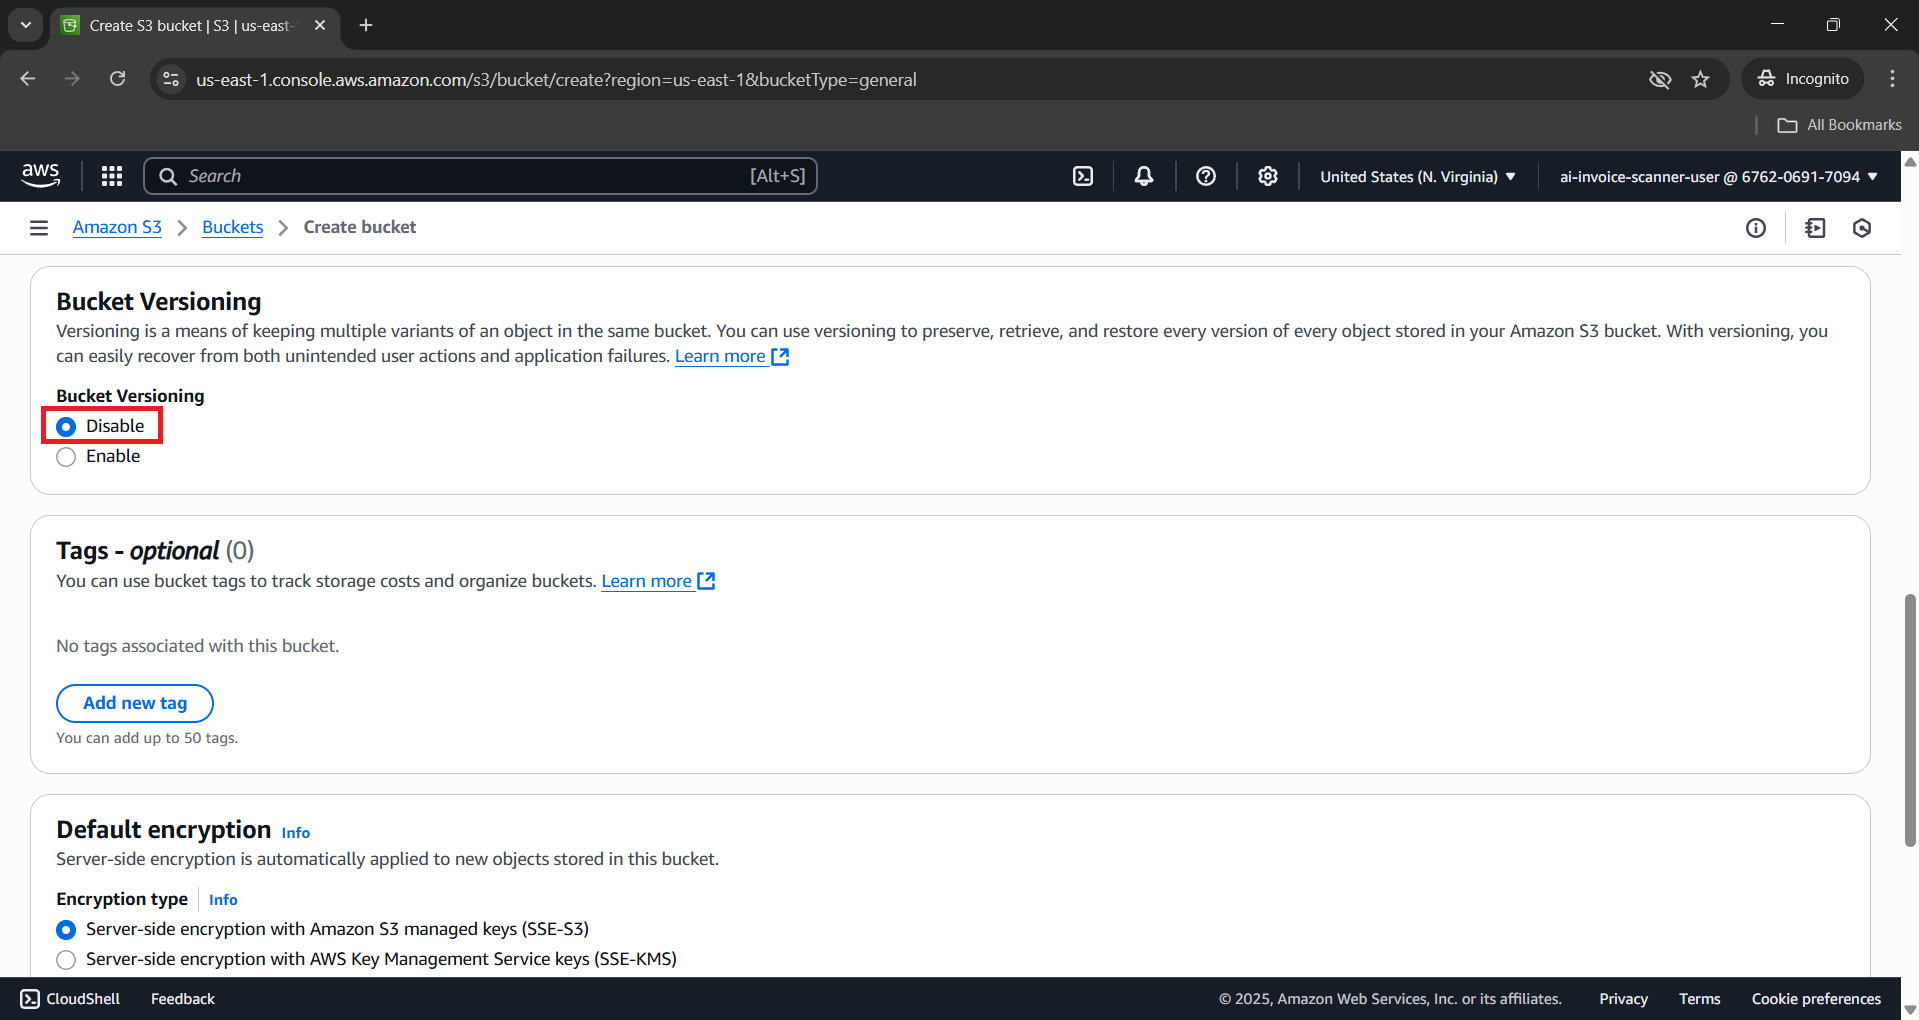 Create S3 bucket | S3 | us-east-
us-east-1.console.aws.amazon.com/s3/bucket/create?region=us-east-1&bucketType=general
Incognito
All Bookmarks
aws
Search
[Alt+S]
United States (N. Virginia)
ai-invoice-scanner-user @ 6762-0691-7094
Amazon S3
Buckets
Create bucket
Bucket Versioning
Versioning is a means of keeping multiple variants of an object in the same bucket. You can use versioning to preserve, retrieve, and restore every version of every object stored in your Amazon S3 bucket. With versioning, you
can easily recover from both unintended user actions and application failures. Learn more
Bucket Versioning
Disable
Enable
Tags - optional (0)
You can use bucket tags to track storage costs and organize buckets. Learn more
No tags associated with this bucket.
Add new tag
You can add up to 50 tags.
Default encryption Info
Server-side encryption is automatically applied to new objects stored in this bucket.
Encryption type Info
Server-side encryption with Amazon S3 managed keys (SSE-S3)
Server-side encryption with AWS Key Management Service keys (SSE-KMS)
CloudShell
Feedback
© 2025, Amazon Web Services, Inc. or its affiliates.
Privacy
Terms
Cookie preferences